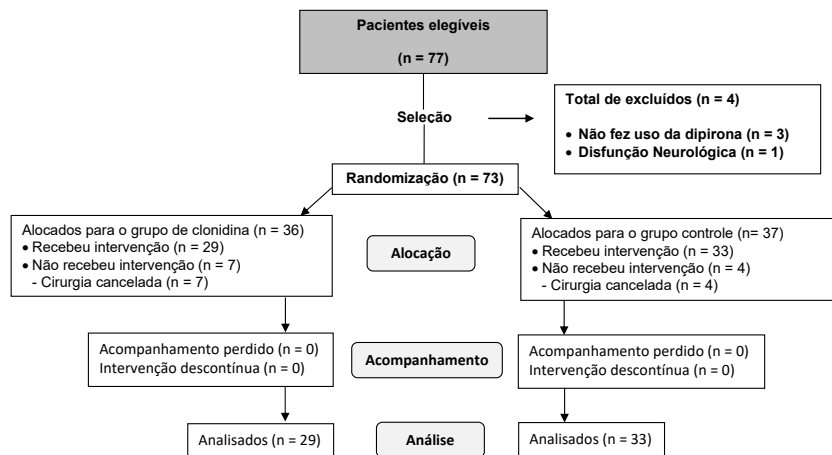 Pacientes elegíveis
(n = 77)
Seleção
Total de excluídos (n = 4)
• Não fez uso da dipirona (n = 3)
• Disfunção Neurológica (n = 1)
Randomização (n = 73)
Alocados para o grupo de clonidina (n = 36)
• Recebeu intervenção (n = 29)
• Não recebeu intervenção (n = 7)
- Cirurgia cancelada (n = 7)
Alocação
Alocados para o grupo controle (n = 37)
• Recebeu intervenção (n = 33)
• Não recebeu intervenção (n = 4)
- Cirurgia cancelada (n = 4)
Acompanhamento perdido (n = 0)
Intervenção descontínua (n = 0)
Acompanhamento
Acompanhamento perdido (n = 0)
Intervenção descontínua (n = 0)
Analisados (n = 29)
Análise
Analisados (n = 33)